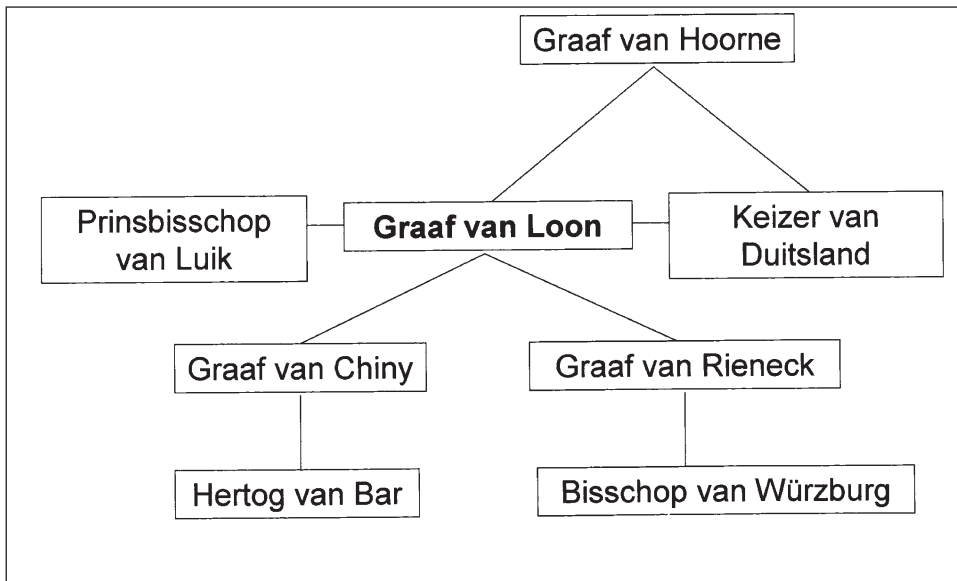 Graaf van Hoorne
Prinsbisschop
van Luik
Graaf van Loon
Keizer van
Duitsland
Graaf van Chiny
Graaf van Rieneck
Hertog van Bar
Bisschop van Würzburg